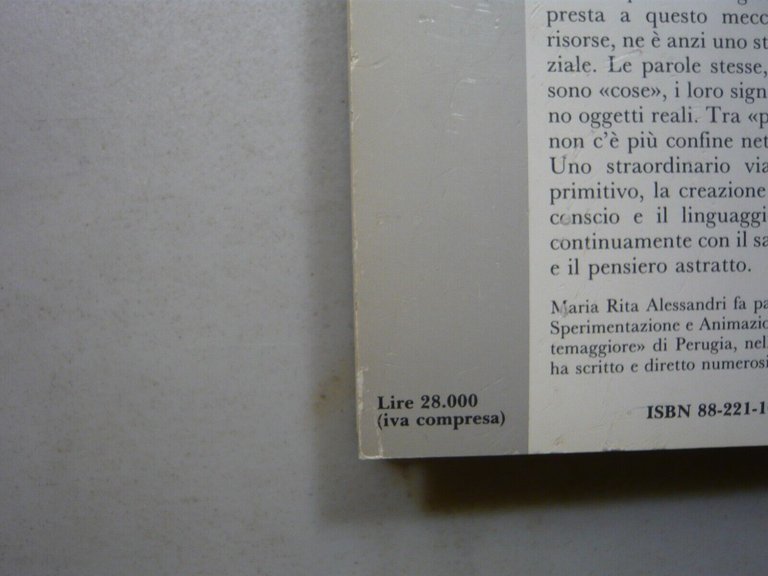 presta a questo mecc
risorse, ne è anzi uno st
ziale. Le parole stesse,
sono «cose», i loro sign
no oggetti reali. Tra «p
non c'è più confine net
Uno straordinario via
primitivo, la creazione
conscio e il linguaggi
continuamente con il sa
e il pensiero astratto.
Maria Rita Alessandri fa pa
Sperimentazione e Animazio
temaggiore» di Perugia, nel
ha scritto e diretto numerosi
Lire 28.000
(iva compresa)
ISBN 88-221-1